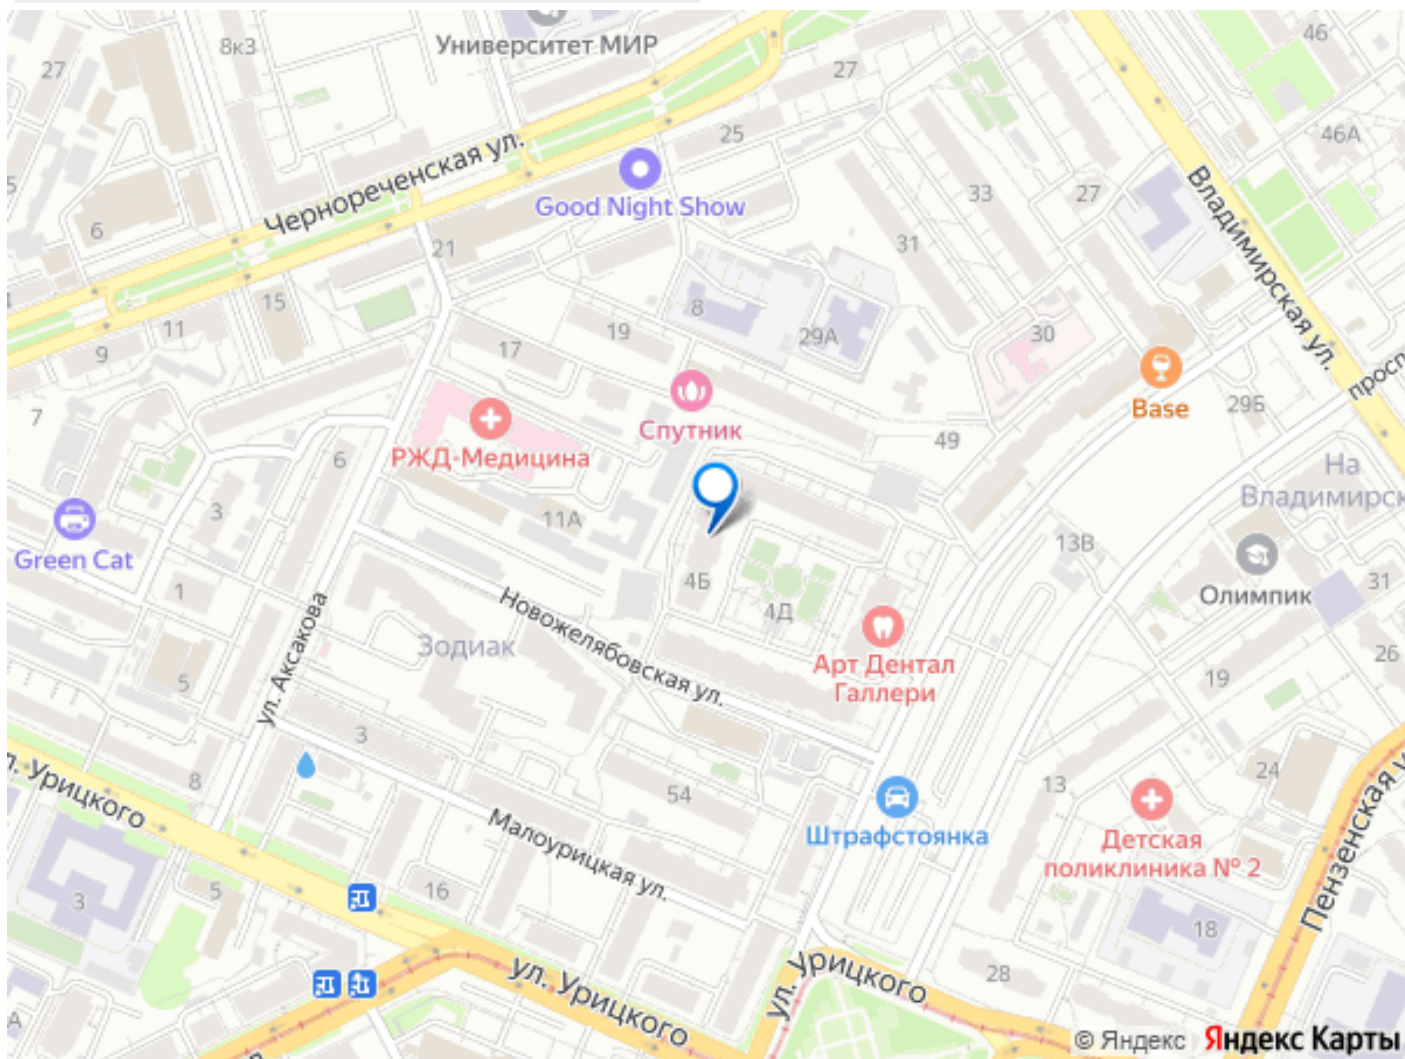 8к3
Университет МИР
46
27
27
Чернореченская ул.
25
46А
Good Night Show
33
27
Владимирская ул.
6
21
31
15
8
11
19
29А
30
9
17
просп
7
Спутник
Base
29Б
РЖД-Медицина
49
6
На
Владимирск
3
11А
Green Cat
13В
4Б
Олимпик
31
1
Новожелябовская ул.
4Д
ул. Аксакова
Зодиак
Арт Дентал
Галлери
26
5
19
3
л. Урицкого
8
54
13
24
Штрафстоянка
Малоурицкая ул.
Детская
поликлиника № 2
Пензенская у
16
5
3
18
ул. Урицкого
ул. Урицкого
28
А
© Яндекс Яндекс Карты